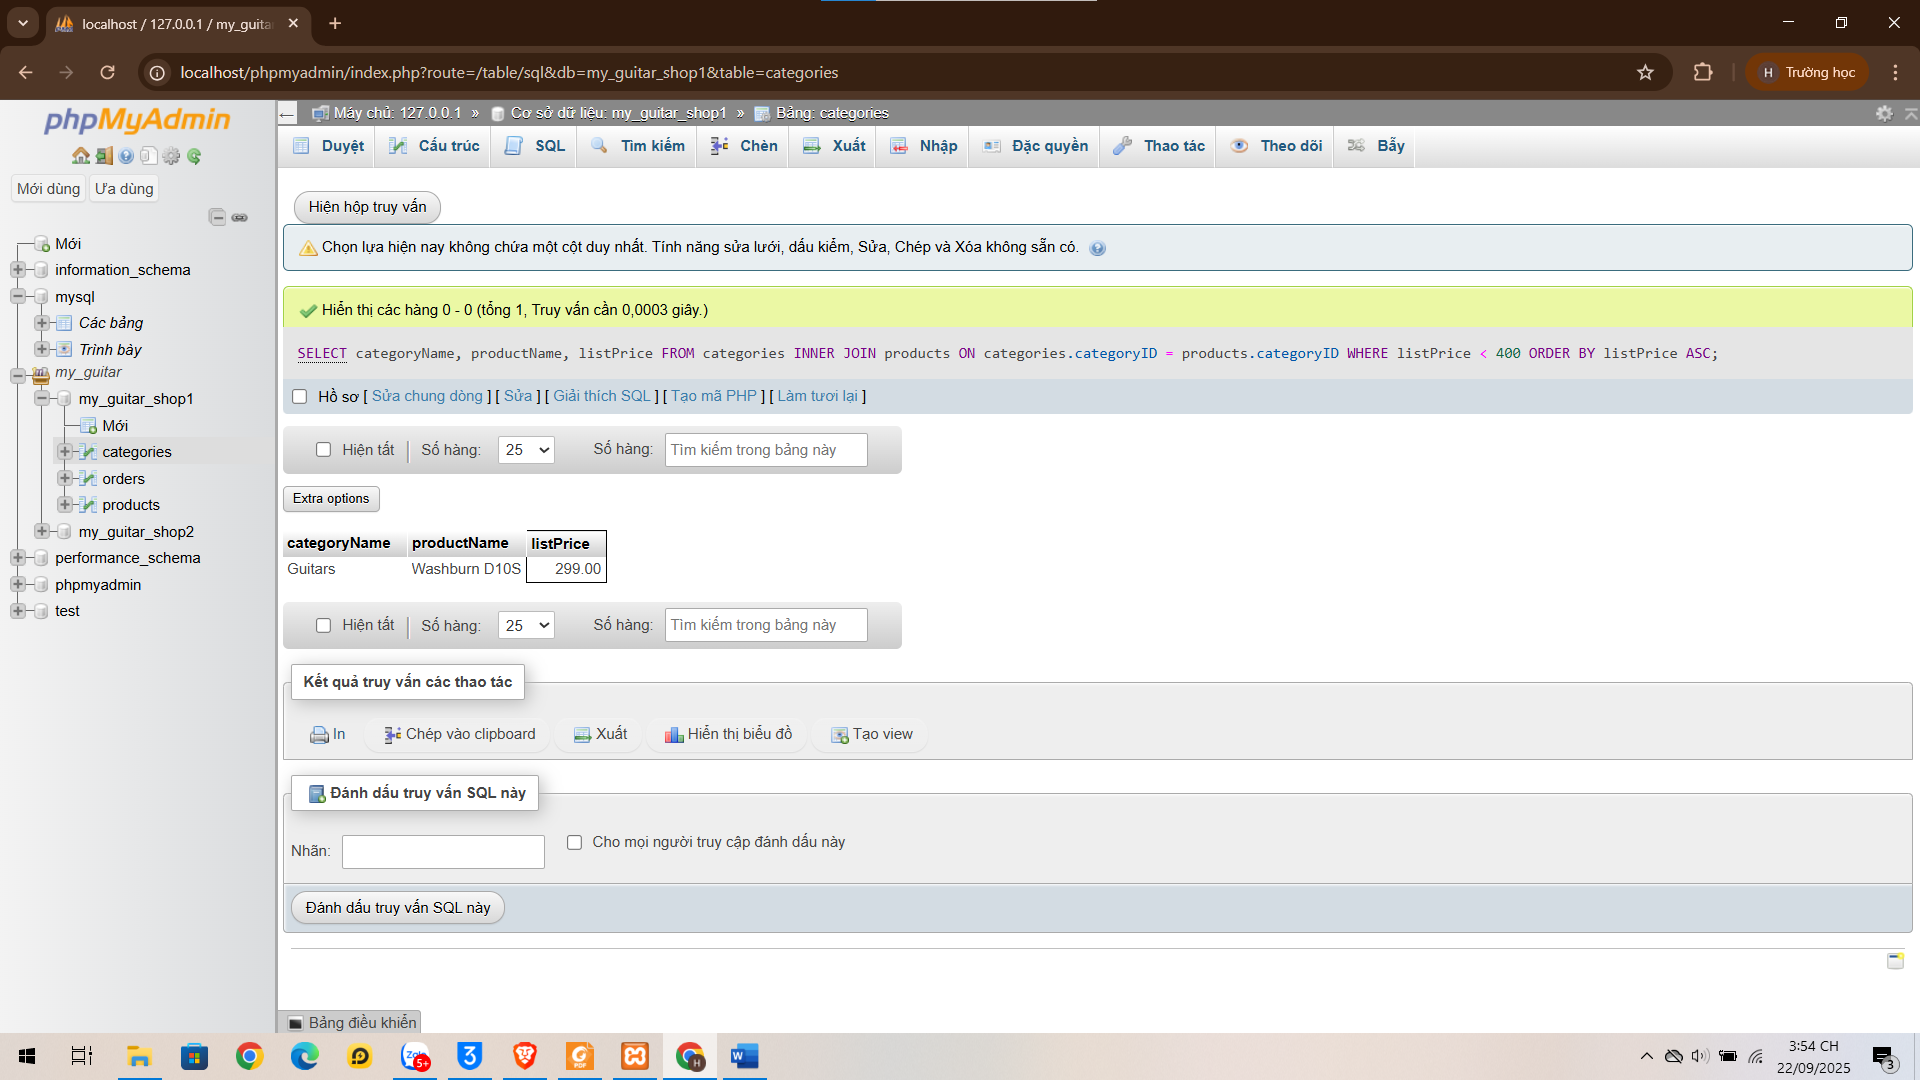 localhost / 127.0.0.1 / my_guita
localhost/phpmyadmin/index.php?route=/table/sql&db=my_guitar_shop1&table=categories
H Trường học
phpMyAdmin
Mới dùng Ưa dùng
Mới
information_schema
mysql
Các bảng
Trình bày
my_guitar
my_guitar_shop1
Mới
categories
orders
products
my_guitar_shop2
performance_schema
phpmyadmin
test
Máy chủ: 127.0.0.1 » Cơ sở dữ liệu: my_guitar_shop1 » Bảng: categories
Duyệt Cấu trúc SQL Tìm kiếm Chèn Xuất Nhập Đặc quyền Thao tác Theo dõi Bẫy
Hiện hộp truy vấn
Chọn lựa hiện nay không chứa một cột duy nhất. Tính năng sửa lưới, dấu kiểm, Sửa, Chép và Xóa không sẵn có.
Hiển thị các hàng 0 - 0 (tổng 1, Truy vấn cần 0,0003 giây.)
SELECT categoryName, productName, listPrice FROM categories INNER JOIN products ON categories.categoryID = products.categoryID WHERE listPrice < 400 ORDER BY listPrice ASC;
Hồ sơ [ Sửa chung dòng ] [ Sửa ] [ Giải thích SQL ] [ Tạo mã PHP ] [ Làm tươi lại ]
Hiện tất Số hàng: 25 Số hàng: Tìm kiếm trong bảng này
Extra options
categoryName productName listPrice
Guitars Washburn D10S 299.00
Hiện tất Số hàng: 25 Số hàng: Tìm kiếm trong bảng này
Kết quả truy vấn các thao tác
In Chép vào clipboard Xuất Hiển thị biểu đồ Tạo view
Đánh dấu truy vấn SQL này
Nhãn: Cho mọi người truy cập đánh dấu này
Đánh dấu truy vấn SQL này
Bảng điều khiển
3:54 CH
22/09/2025
3